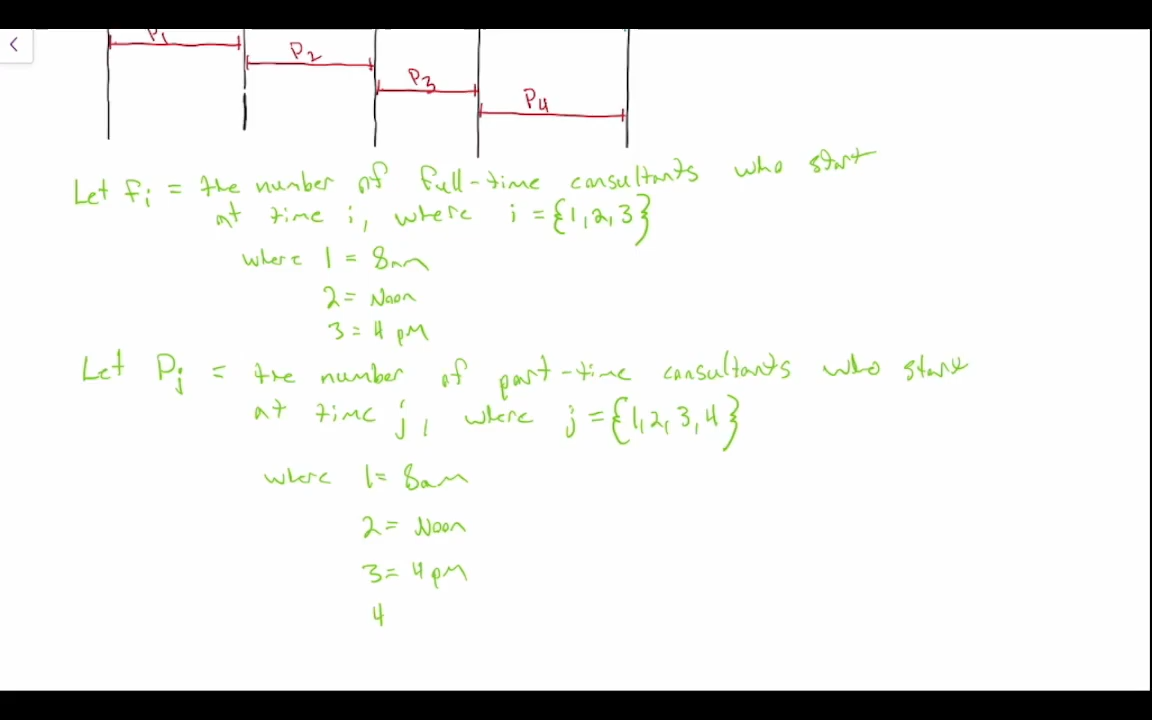 P1
P2
P3
P4
Let fi = the number of full-time consultants who start
at time i, where i = {1,2,3}
where 1 = 8am
2 = Noon
3 = 4 pM
Let Pj = the number of part-time consultants who start
at time j, where j = {1,2,3,4}
where 1= 8am
2 = Noon
3 = 4pM
4